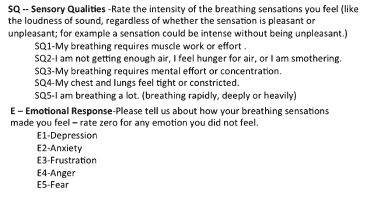 SQ -- Sensory Qualities -Rate the intensity of the breathing sensations you feel (like
the loudness of sound, regardless of whether the sensation is pleasant or
unpleasant; for example a sensation could be intense without being unpleasant.)
SQ1-My breathing requires muscle work or effort .
SQ2-I am not getting enough air, I feel hunger for air, or I am smothering.
SQ3-My breathing requires mental effort or concentration.
SQ4-My chest and lungs feel tight or constricted.
SQ5-I am breathing a lot. (breathing rapidly, deeply or heavily)
E – Emotional Response-Please tell us about how your breathing sensations
made you feel – rate zero for any emotion you did not feel.
E1-Depression
E2-Anxiety
E3-Frustration
E4-Anger
E5-Fear